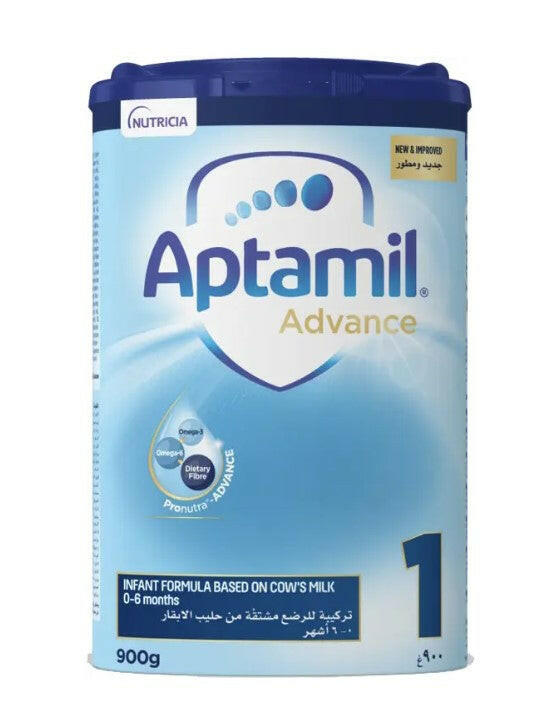 NUTRICIA
NEW & IMPROVED
جديد ومطور
Aptamil®
Advance
Omega-3
Omega-6
Dietary
Fibre
Pronutra®-ADVANCE
INFANT FORMULA BASED ON COW'S MILK
0-6 months
تركيبة للرضع مشتقة من حليب الابقار
٠-٦ أشهر
1
900g
٩٠٠غ